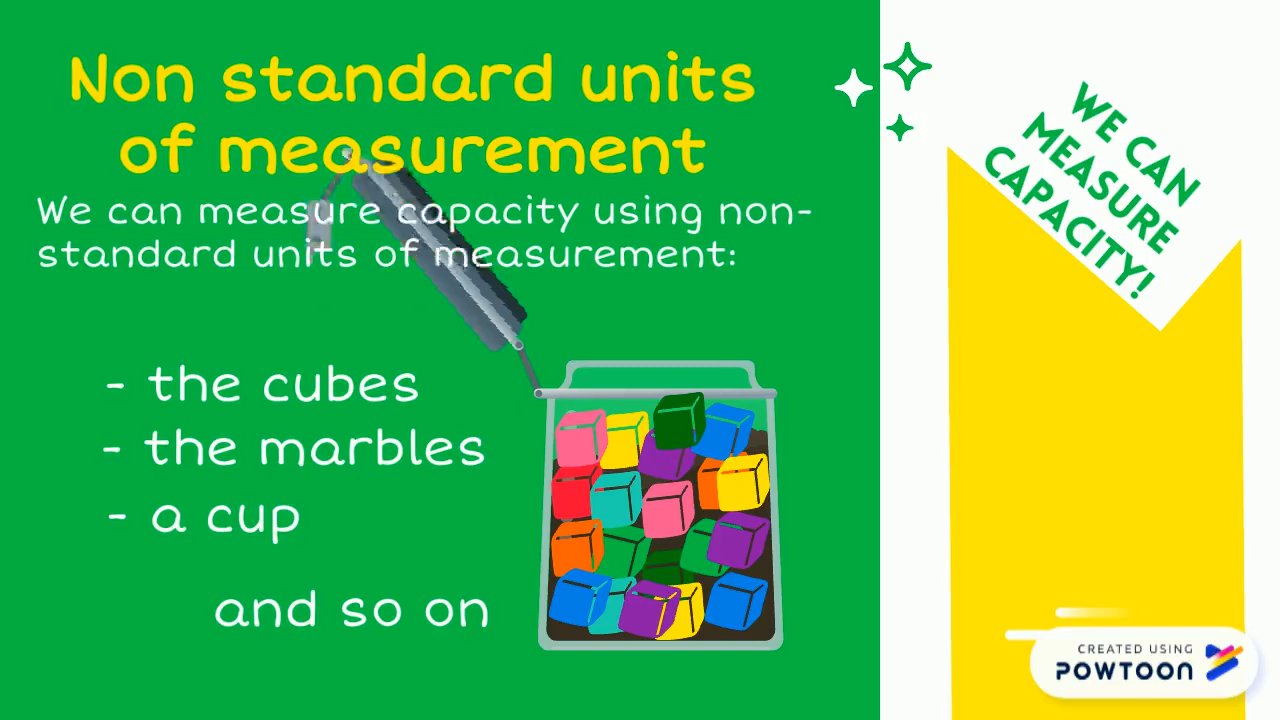 Non standard units
of measurement
We can measure capacity using non-
standard units of measurement:
- the cubes
- the marbles
- a cup
and so on
WE CAN
MEASURE
CAPACITY!
CREATED USING
POWTOON